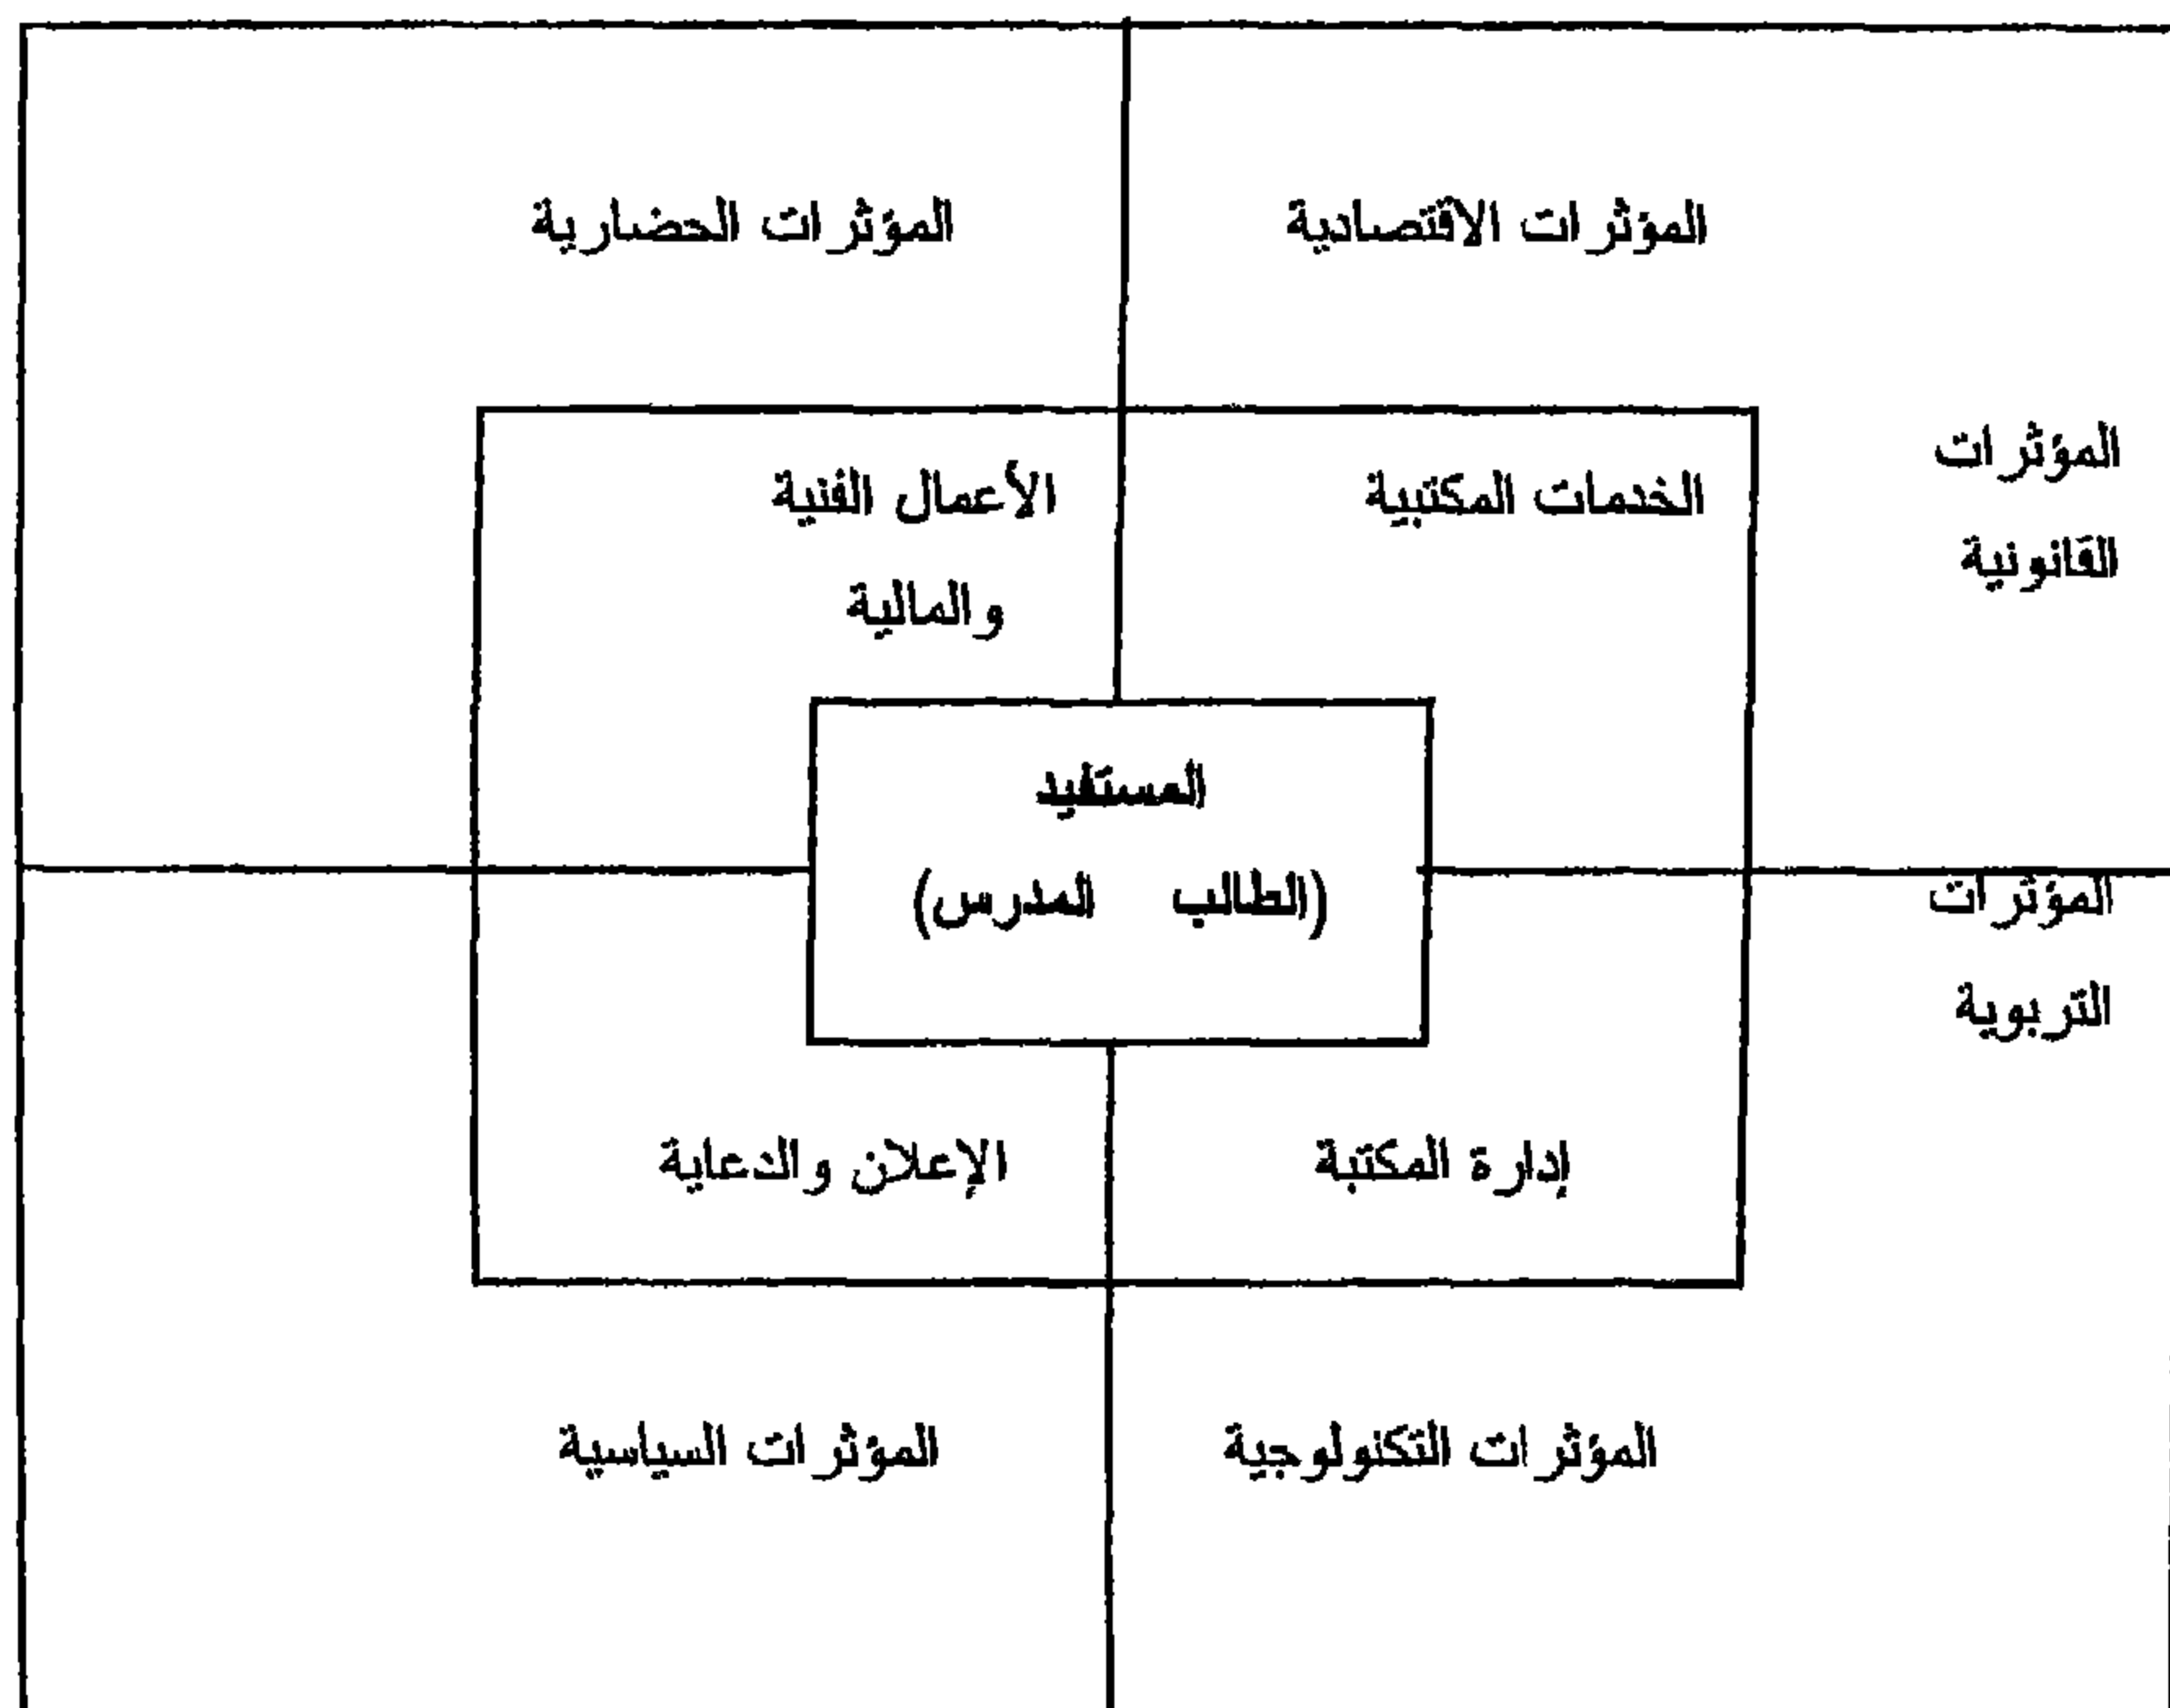 المؤثرات الاقتصادية
المؤثرات الحضارية
المؤثرات
القانونية
الخدمات المكتبية
الأعمال الفنية
والمالية
المستفيد
(الطالب المدرس)
المؤثرات
التربوية
إدارة المكتبة
الإعلان والدعاية
المؤثرات التكنولوجية
المؤثرات السياسية